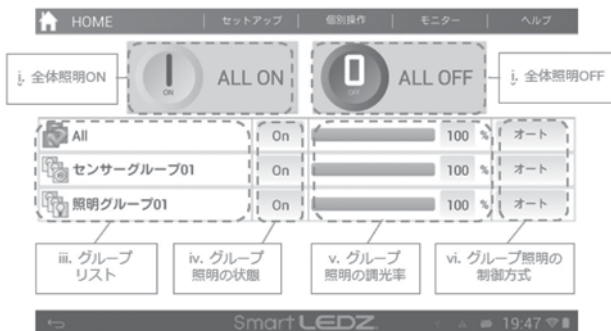 HOME | セットアップ | 個別操作 | モニター | ヘルプ
i. 全体照明ON
ON
ALL ON
OFF
ALL OFF
i. 全体照明OFF
All On 100 % オート
センサーグループ01 On 100 % オート
照明グループ01 On 100 % オート
iii. グループ
リスト
iv. グループ
照明の状態
v. グループ
照明の調光率
vi. グループ照明の
制御方式
Smart LEDZ 19:47